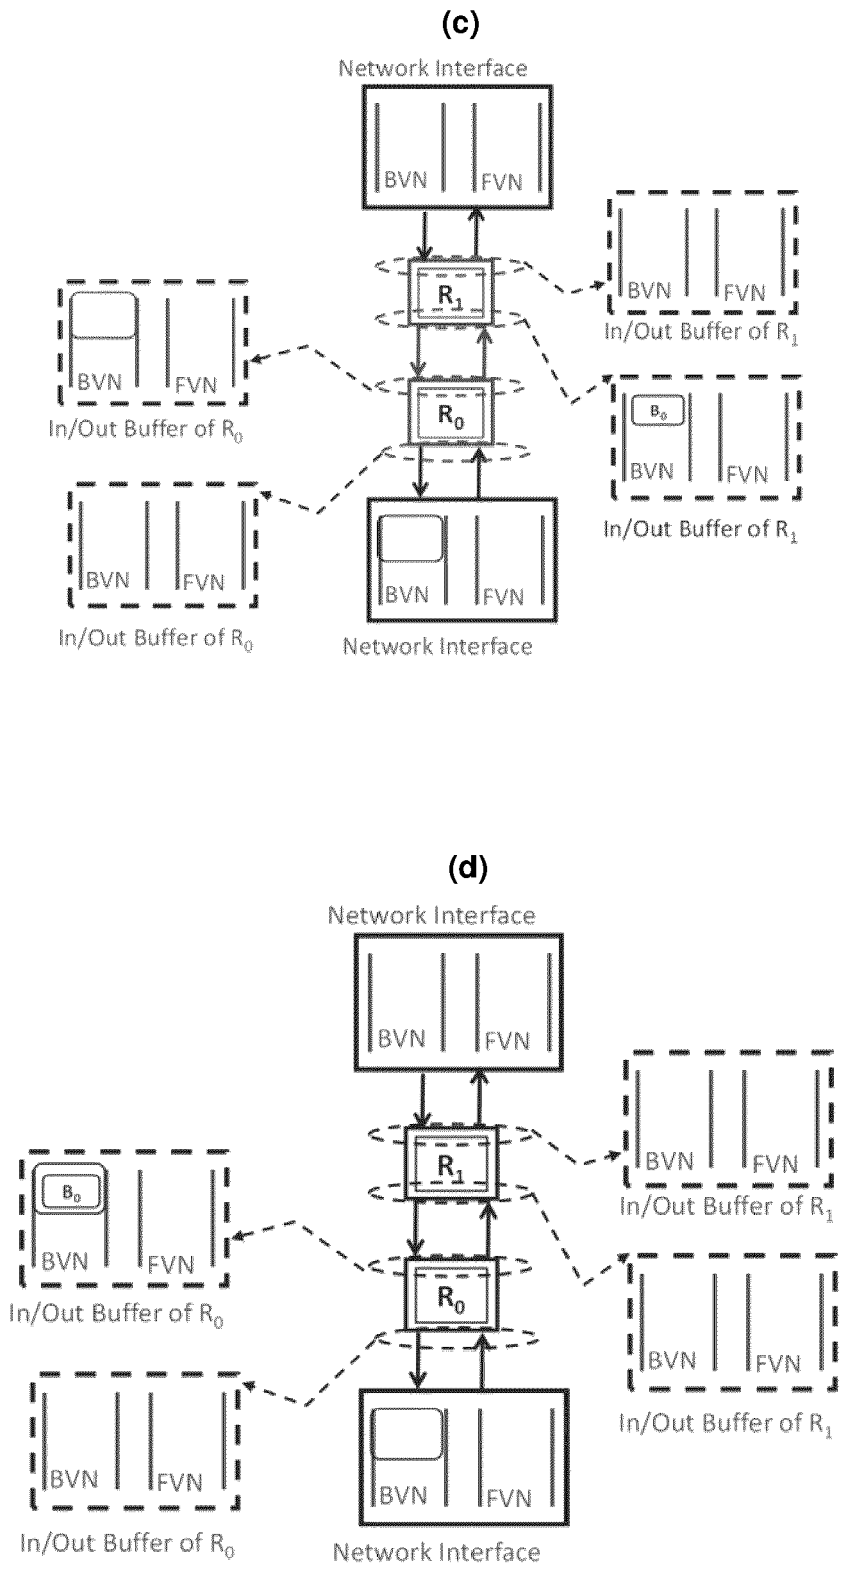 (c)
Network Interface
BVN FVN
BVN FVN
In/Out Buffer of R1
R1
BVN FVN
In/Out Buffer of R0
R0
B0
BVN FVN
In/Out Buffer of R1
BVN FVN
In/Out Buffer of R0
BVN FVN
Network Interface
(d)
Network Interface
BVN FVN
BVN FVN
In/Out Buffer of R1
R1
B0
BVN FVN
In/Out Buffer of R0
R0
BVN FVN
In/Out Buffer of R1
BVN FVN
In/Out Buffer of R0
BVN FVN
Network Interface